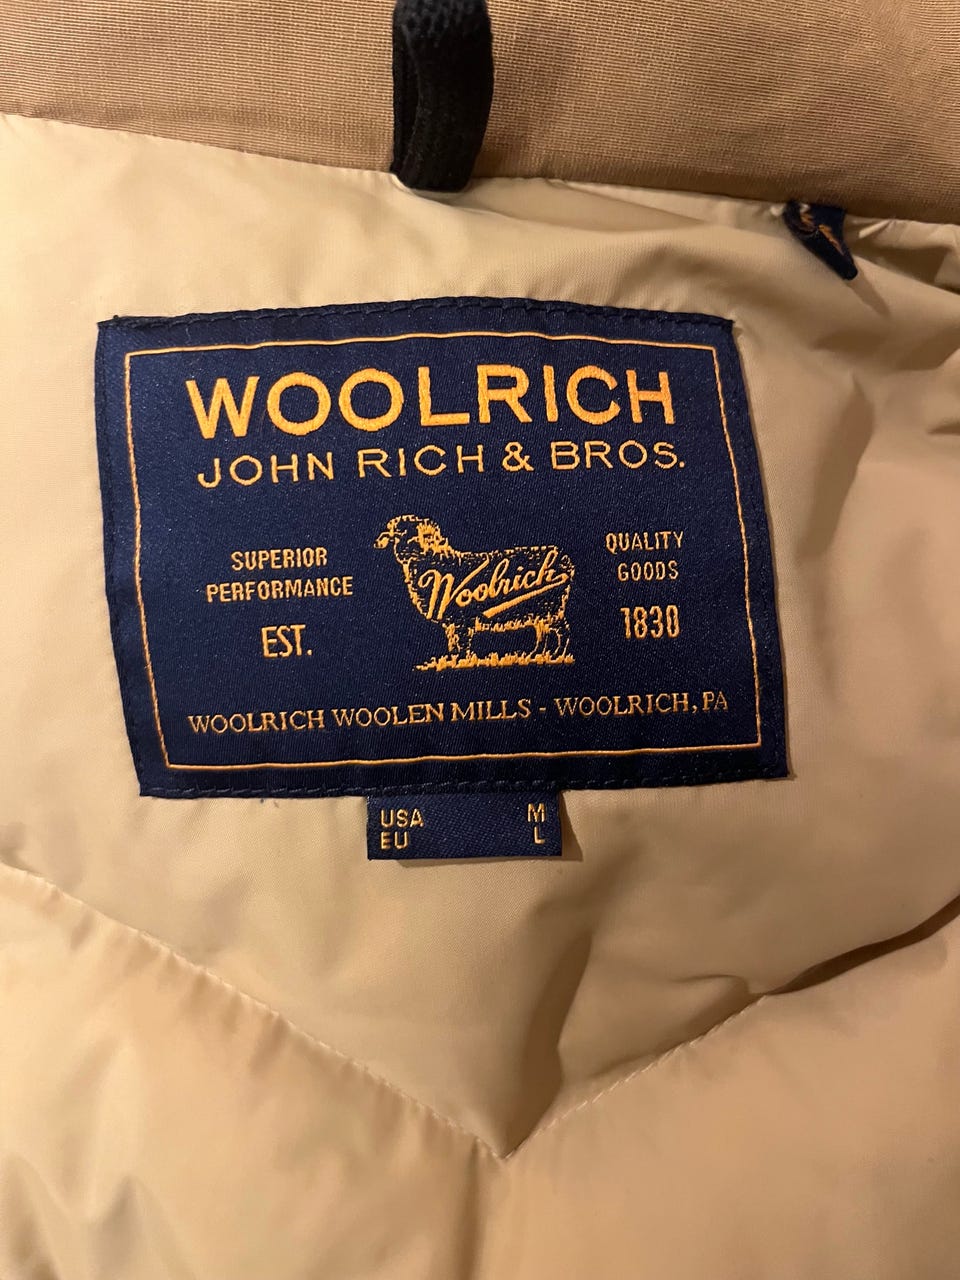 WOOLRICH
JOHN RICH & BROS.
SUPERIOR
PERFORMANCE
EST.
Woolrich
QUALITY
GOODS
1830
WOOLRICH WOOLEN MILLS - WOOLRICH, PA
USA M
EU L